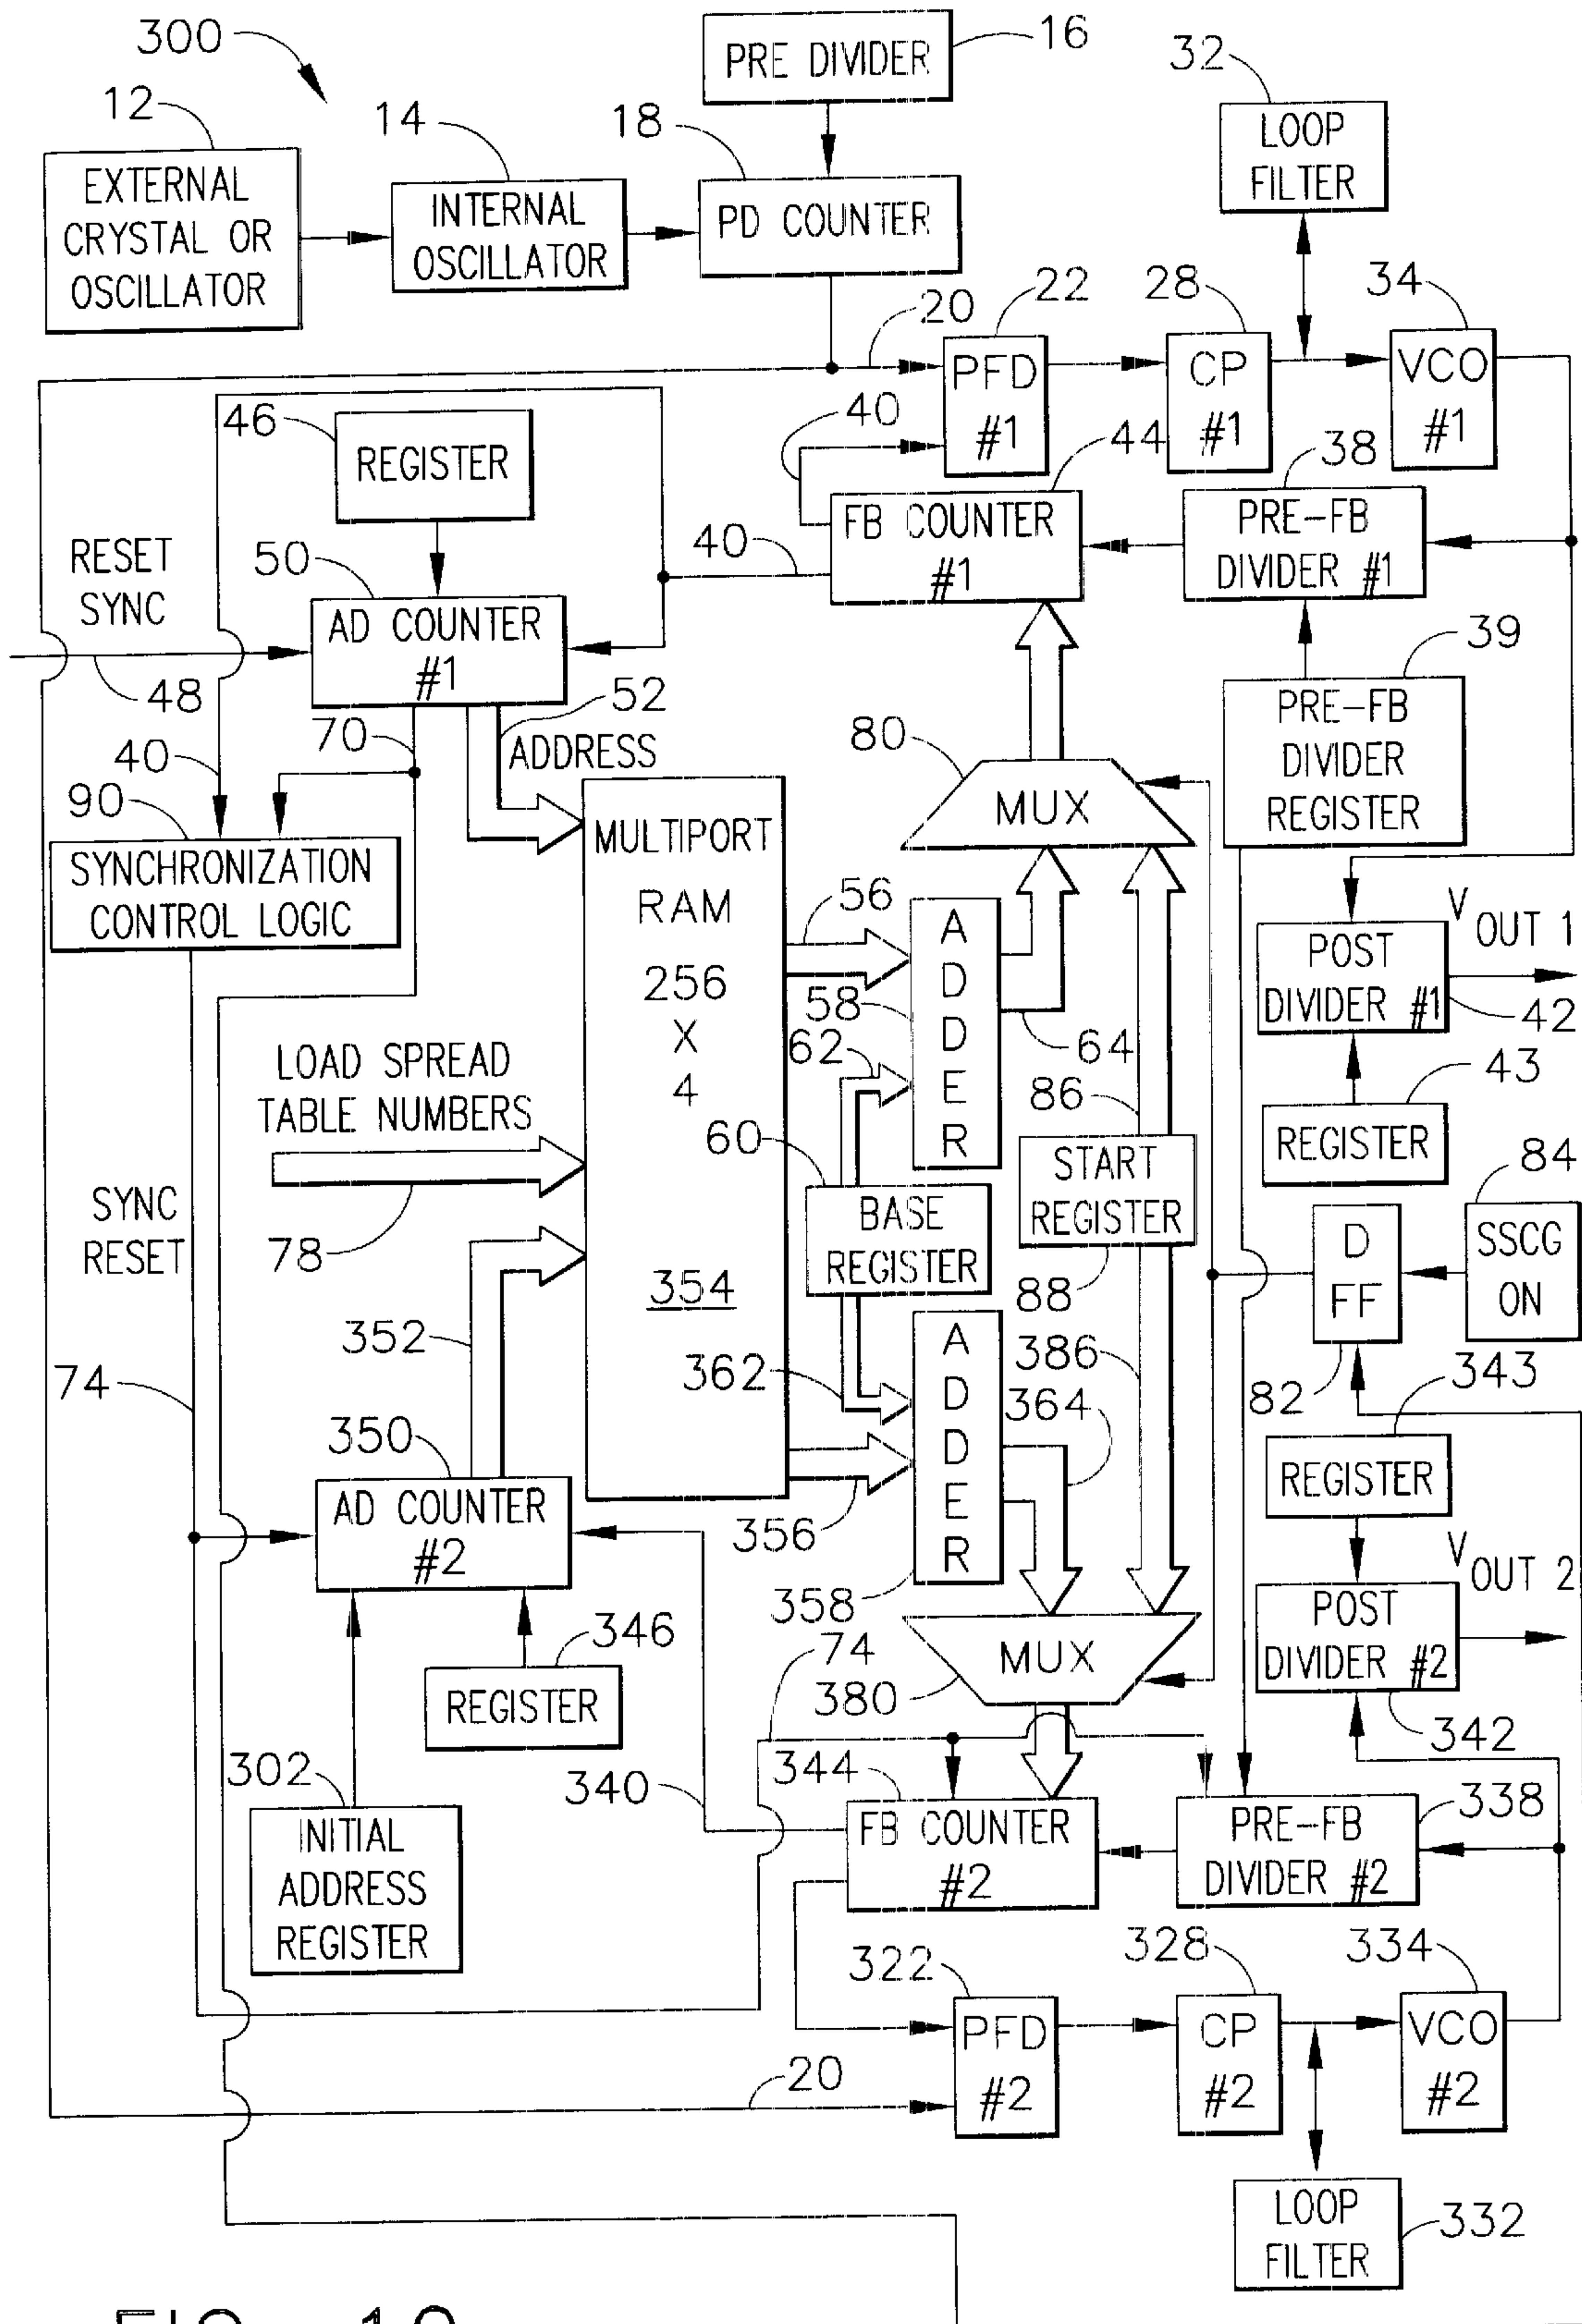 300
PRE DIVIDER
16
32
12
14
18
LOOP
FILTER
EXTERNAL
CRYSTAL OR
OSCILLATOR
INTERNAL
OSCILLATOR
PD COUNTER
20
22
28
34
PFD
#1
CP
#1
VCO
#1
46
REGISTER
40
44
38
FB COUNTER
#1
PRE-FB
DIVIDER #1
RESET
SYNC
50
40
AD COUNTER
#1
48
39
PRE-FB
DIVIDER
REGISTER
70
52
ADDRESS
40
80
MUX
90
SYNCHRONIZATION
CONTROL LOGIC
MULTIPORT
RAM
256
X
4
354
56
58
62
ADDER
64
86
V OUT 1
POST
DIVIDER #1
42
43
REGISTER
LOAD SPREAD
TABLE NUMBERS
78
60
BASE
REGISTER
START
REGISTER
88
84
D
FF
SSCG
ON
82
SYNC
RESET
352
74
362
386
364
343
REGISTER
350
AD COUNTER
#2
356
ADDER
358
V OUT 2
POST
DIVIDER #2
342
346
REGISTER
74
MUX
380
302
INITIAL
ADDRESS
REGISTER
340
344
FB COUNTER
#2
PRE-FB
DIVIDER #2
338
322
328
334
PFD
#2
CP
#2
VCO
#2
20
LOOP
FILTER
332